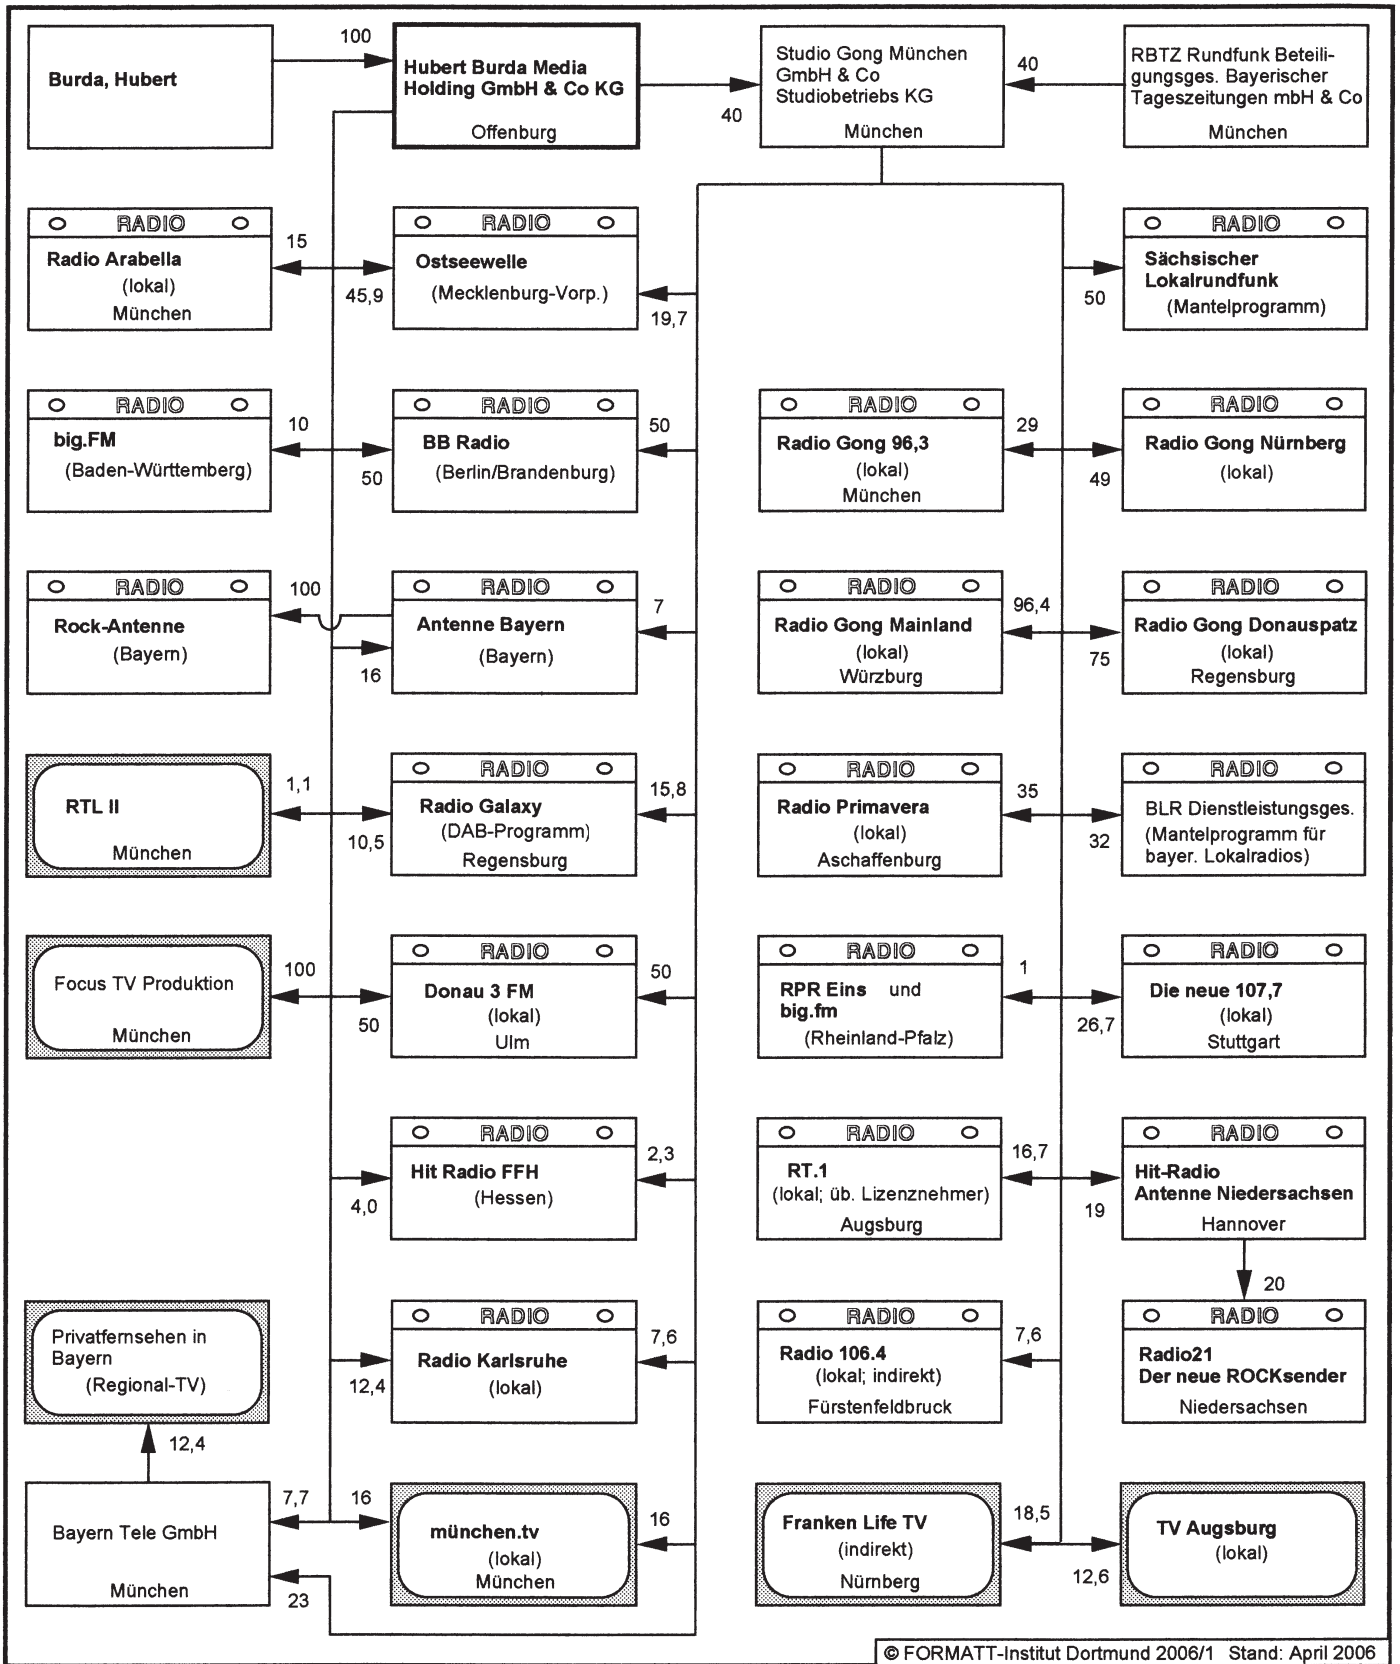 Burda, Hubert
100
Hubert Burda Media
Holding GmbH & Co KG
Offenburg
40
Studio Gong München
GmbH & Co
Studiobetriebs KG
München
40
RBTZ Rundfunk Beteili-
gungsges. Bayerischer
Tageszeitungen mbH & Co
München
RADIO
Radio Arabella
(lokal)
München
15
45,9
RADIO
Ostseewelle
(Mecklenburg-Vorp.)
19,7
50
RADIO
Sächsischer
Lokalrundfunk
(Mantelprogramm)
RADIO
big.FM
(Baden-Württemberg)
10
50
RADIO
BB Radio
(Berlin/Brandenburg)
50
RADIO
Radio Gong 96,3
(lokal)
München
29
49
RADIO
Radio Gong Nürnberg
(lokal)
RADIO
Rock-Antenne
(Bayern)
100
16
RADIO
Antenne Bayern
(Bayern)
7
RADIO
Radio Gong Mainland
(lokal)
Würzburg
96,4
75
RADIO
Radio Gong Donauspatz
(lokal)
Regensburg
RTL II
München
1,1
10,5
RADIO
Radio Galaxy
(DAB-Programm)
Regensburg
15,8
RADIO
Radio Primavera
(lokal)
Aschaffenburg
35
32
RADIO
BLR Dienstleistungsges.
(Mantelprogramm für
bayer. Lokalradios)
Focus TV Produktion
München
100
50
RADIO
Donau 3 FM
(lokal)
Ulm
50
RADIO
RPR Eins und
big.fm
(Rheinland-Pfalz)
1
26,7
RADIO
Die neue 107,7
(lokal)
Stuttgart
4,0
RADIO
Hit Radio FFH
(Hessen)
2,3
RADIO
RT.1
(lokal; üb. Lizenznehmer)
Augsburg
16,7
19
RADIO
Hit-Radio
Antenne Niedersachsen
Hannover
20
Privatfernsehen in
Bayern
(Regional-TV)
12,4
12,4
RADIO
Radio Karlsruhe
(lokal)
7,6
RADIO
Radio 106.4
(lokal; indirekt)
Fürstenfeldbruck
7,6
RADIO
Radio21
Der neue ROCKsender
Niedersachsen
Bayern Tele GmbH
München
7,7
16
23
münchen.tv
(lokal)
München
16
Franken Life TV
(indirekt)
Nürnberg
18,5
12,6
TV Augsburg
(lokal)
© FORMATT-Institut Dortmund 2006/1 Stand: April 2006